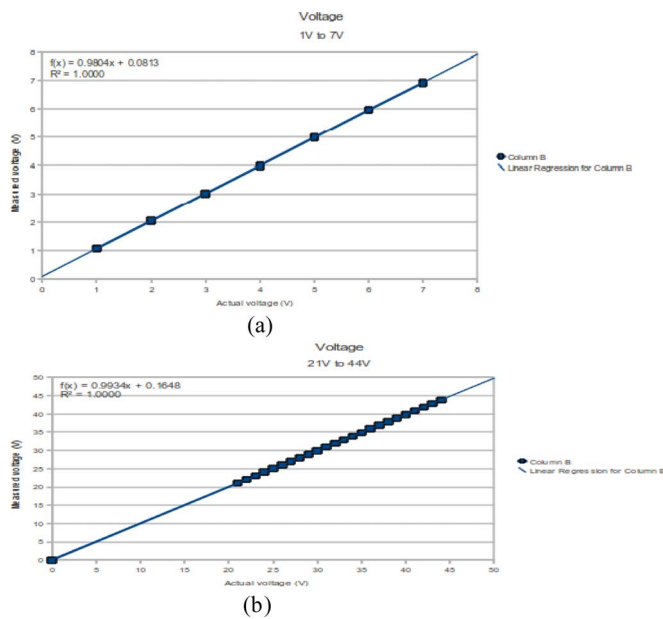 Voltage
1V to 7V
f(x) = 0.9804x + 0.0813
R² = 1.0000
8
7
6
5
4
3
2
1
0
Measured voltage (V)
0 1 2 3 4 5 6 7 8
Actual voltage (V)
Column B
Linear Regression for Column B
(a)
Voltage
21V to 44V
f(x) = 0.9934x + 0.1648
R² = 1.0000
50
45
40
35
30
25
20
15
10
5
0
Measured voltage (V)
0 5 10 15 20 25 30 35 40 45 50
Actual voltage (V)
Column B
Linear Regression for Column B
(b)